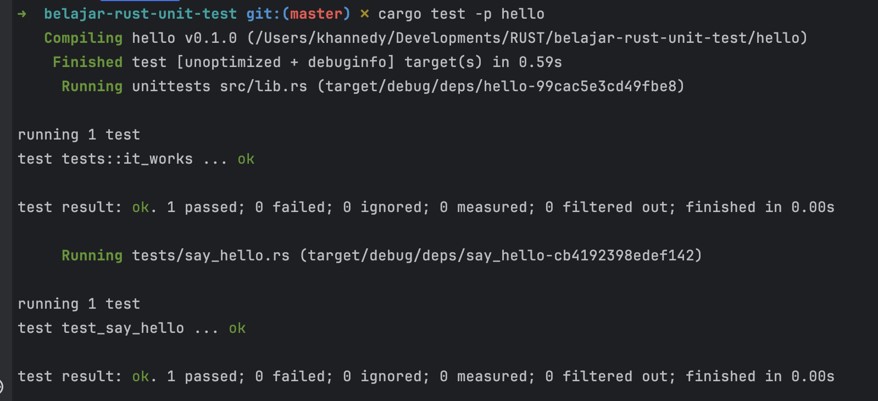 → belajar-rust-unit-test git:(master) ✗ cargo test -p hello
Compiling hello v0.1.0 (/Users/khannedy/Developments/RUST/belajar-rust-unit-test/hello)
Finished test [unoptimized + debuginfo] target(s) in 0.59s
Running unittests src/lib.rs (target/debug/deps/hello-99cac5e3cd49fbe8)
running 1 test
test tests::it_works ... ok
test result: ok. 1 passed; 0 failed; 0 ignored; 0 measured; 0 filtered out; finished in 0.00s
Running tests/say_hello.rs (target/debug/deps/say_hello-cb4192398edef142)
running 1 test
test test_say_hello ... ok
test result: ok. 1 passed; 0 failed; 0 ignored; 0 measured; 0 filtered out; finished in 0.00s